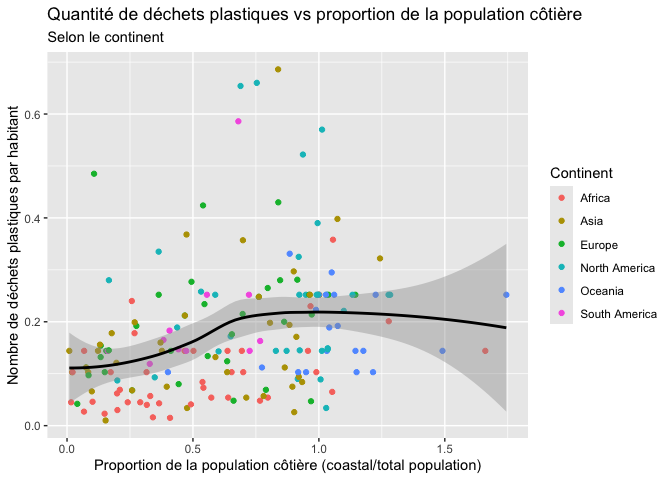 Quantité de déchets plastiques vs proportion de la population côtière
Selon le continent
Nombre de déchets plastiques par habitant
0.6
0.4
0.2
0.0
0.0 0.5 1.0 1.5
Proportion de la population côtière (coastal/total population)
Continent
Africa
Asia
Europe
North America
Oceania
South America